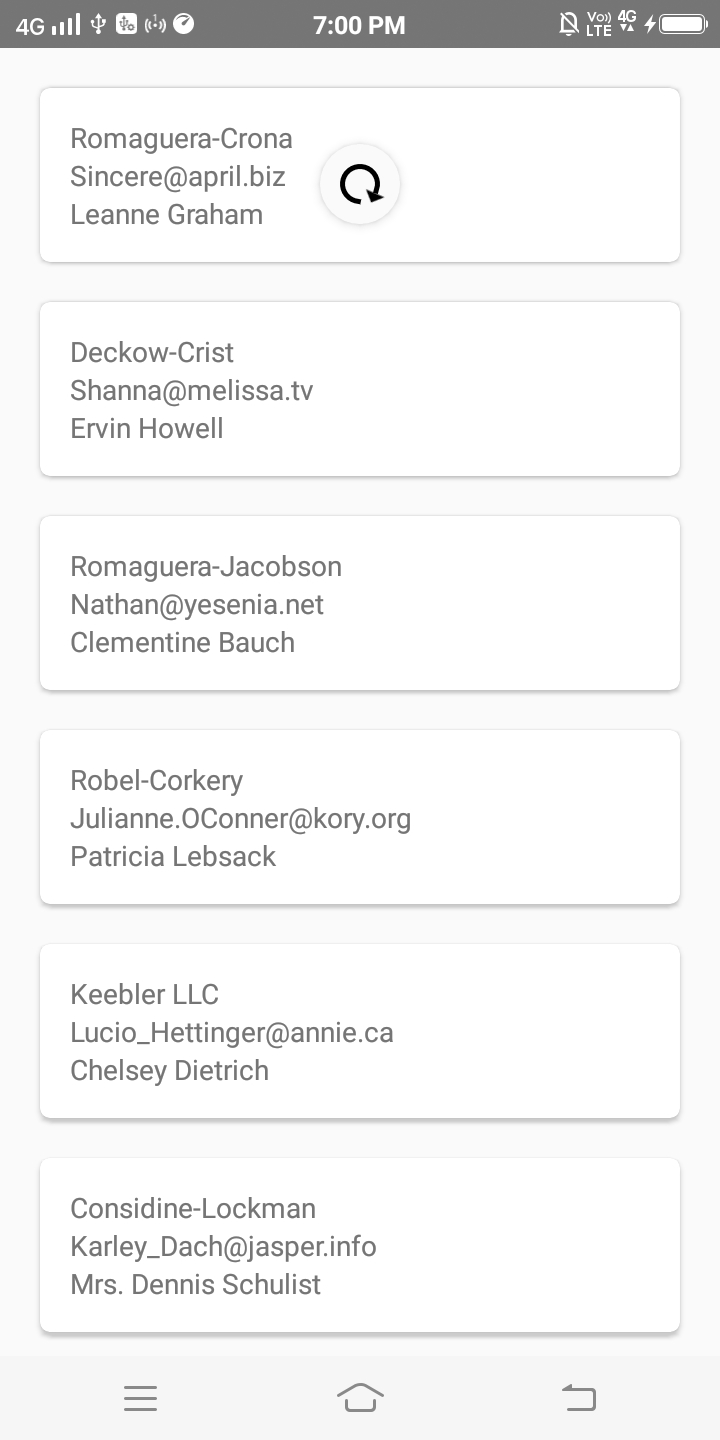 4G 7:00 PM Vo)) LTE 4G
Romaguera-Crona
Sincere@april.biz
Leanne Graham
Deckow-Crist
Shanna@melissa.tv
Ervin Howell
Romaguera-Jacobson
Nathan@yesenia.net
Clementine Bauch
Robel-Corkery
Julianne.OConner@kory.org
Patricia Lebsack
Keebler LLC
Lucio_Hettinger@annie.ca
Chelsey Dietrich
Considine-Lockman
Karley_Dach@jasper.info
Mrs. Dennis Schulist